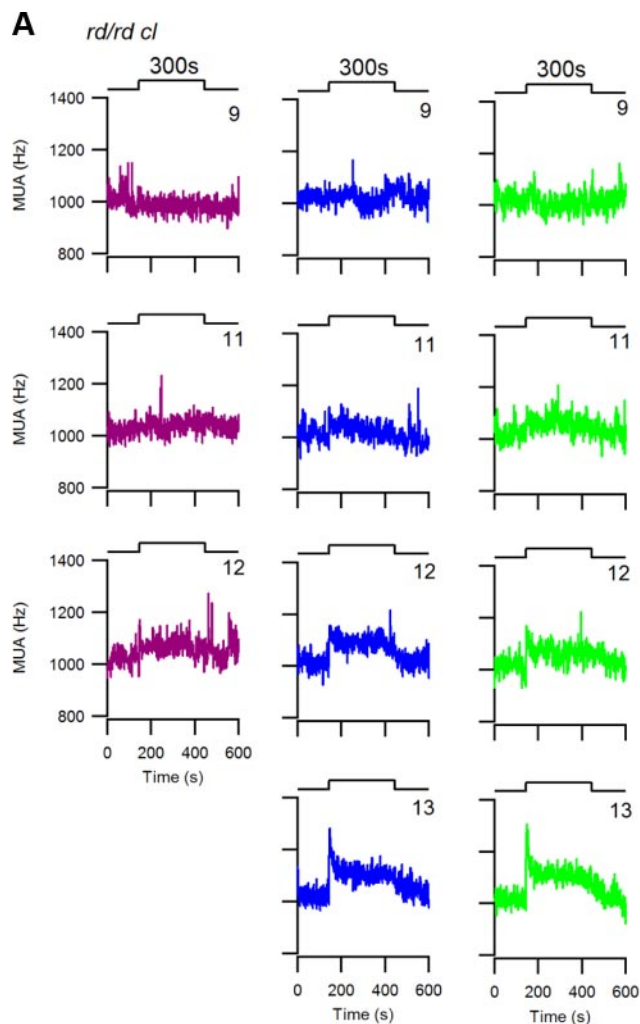 A rd/rd cl
300s 300s 300s
1400 9 9 9
1200
1000
800
MUA (Hz)
1400 11 11 11
1200
1000
800
MUA (Hz)
1400 12 12 12
1200
1000
800
MUA (Hz)
0 200 400 600
Time (s)
13 13
0 200 400 600 0 200 400 600
Time (s) Time (s)